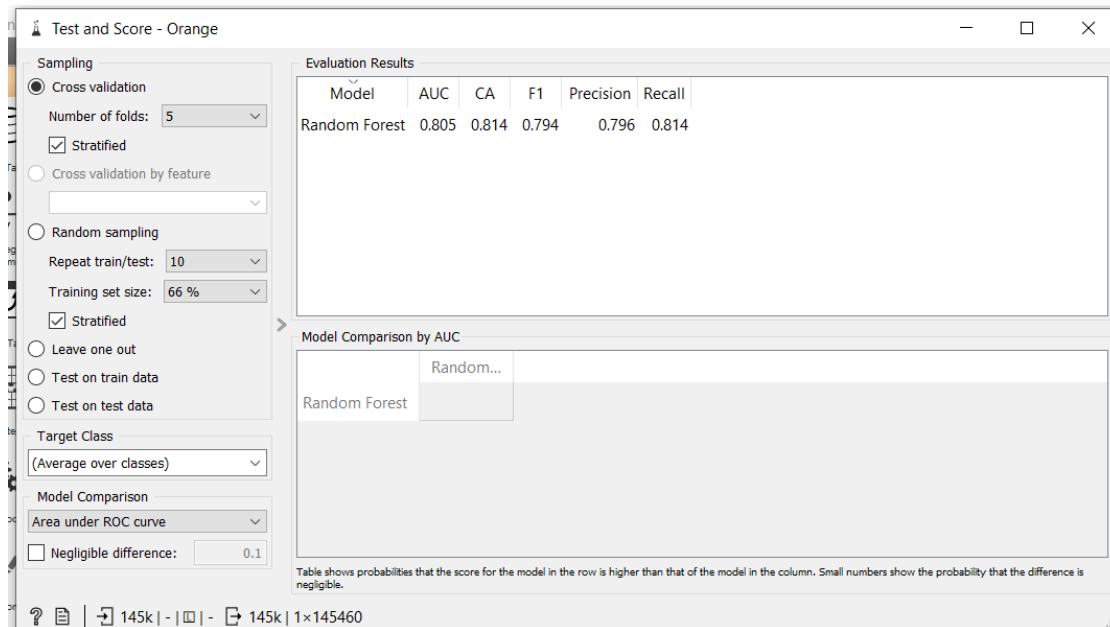 Test and Score - Orange
Sampling
Cross validation
Number of folds: 5
Stratified
Cross validation by feature
Random sampling
Repeat train/test: 10
Training set size: 66 %
Stratified
Leave one out
Test on train data
Test on test data
Target Class
(Average over classes)
Model Comparison
Area under ROC curve
Negligible difference: 0.1
Evaluation Results
Model AUC CA F1 Precision Recall
Random Forest 0.805 0.814 0.794 0.796 0.814
Model Comparison by AUC
Random...
Random Forest
Table shows probabilities that the score for the model in the row is higher than that of the model in the column. Small numbers show the probability that the difference is
negligible.
? | 145k | - | - 145k | 1×145460